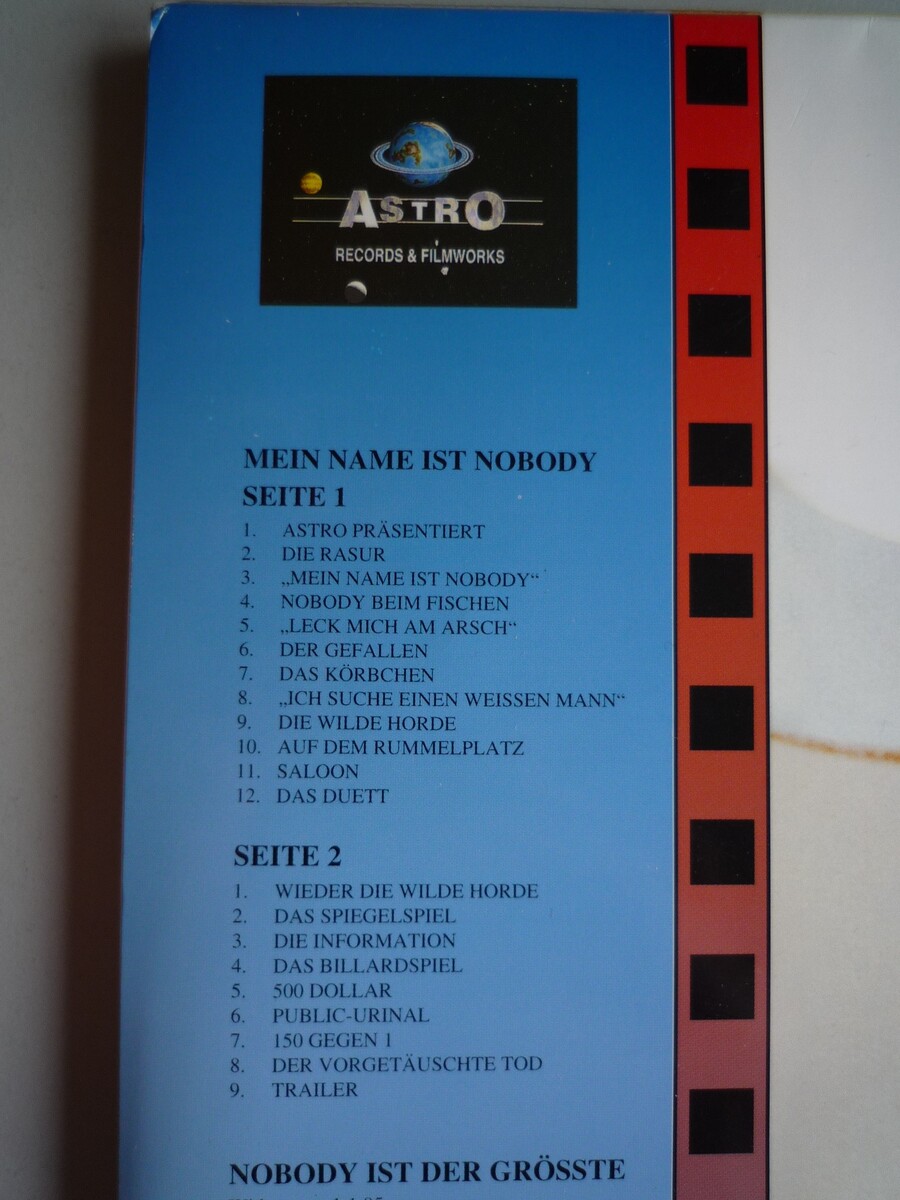 ASTRO
RECORDS & FILMWORKS
MEIN NAME IST NOBODY
SEITE 1
1. ASTRO PRÄSENTIERT
2. DIE RASUR
3. „MEIN NAME IST NOBODY“
4. NOBODY BEIM FISCHEN
5. „LECK MICH AM ARSCH“
6. DER GEFALLEN
7. DAS KÖRBCHEN
8. „ICH SUCHE EINEN WEISSEN MANN“
9. DIE WILDE HORDE
10. AUF DEM RUMMELPLATZ
11. SALOON
12. DAS DUETT
SEITE 2
1. WIEDER DIE WILDE HORDE
2. DAS SPIEGELSPIEL
3. DIE INFORMATION
4. DAS BILLARDSPIEL
5. 500 DOLLAR
6. PUBLIC-URINAL
7. 150 GEGEN 1
8. DER VORGETÄUSCHTE TOD
9. TRAILER
NOBODY IST DER GRÖSSTE